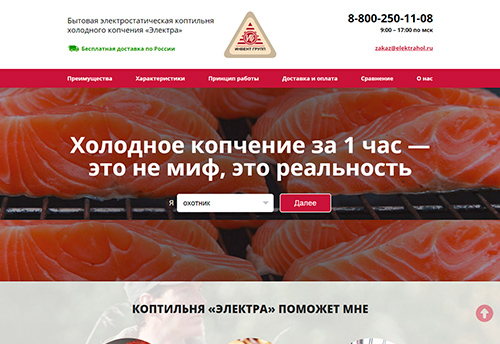 Бытовая электростатическая коптильня
холодного копчения «Электра»
Бесплатная доставка по России
ИНВЕНТ ГРУПП
8-800-250-11-08
9:00 – 17:00 по мск
zakaz@elektrahol.ru
Преимущества Характеристики Принцип работы Доставка и оплата Сравнение О нас
Холодное копчение за 1 час —
это не миф, это реальность
Я охотник Далее
КОПТИЛЬНЯ «ЭЛЕКТРА» ПОМОЖЕТ МНЕ